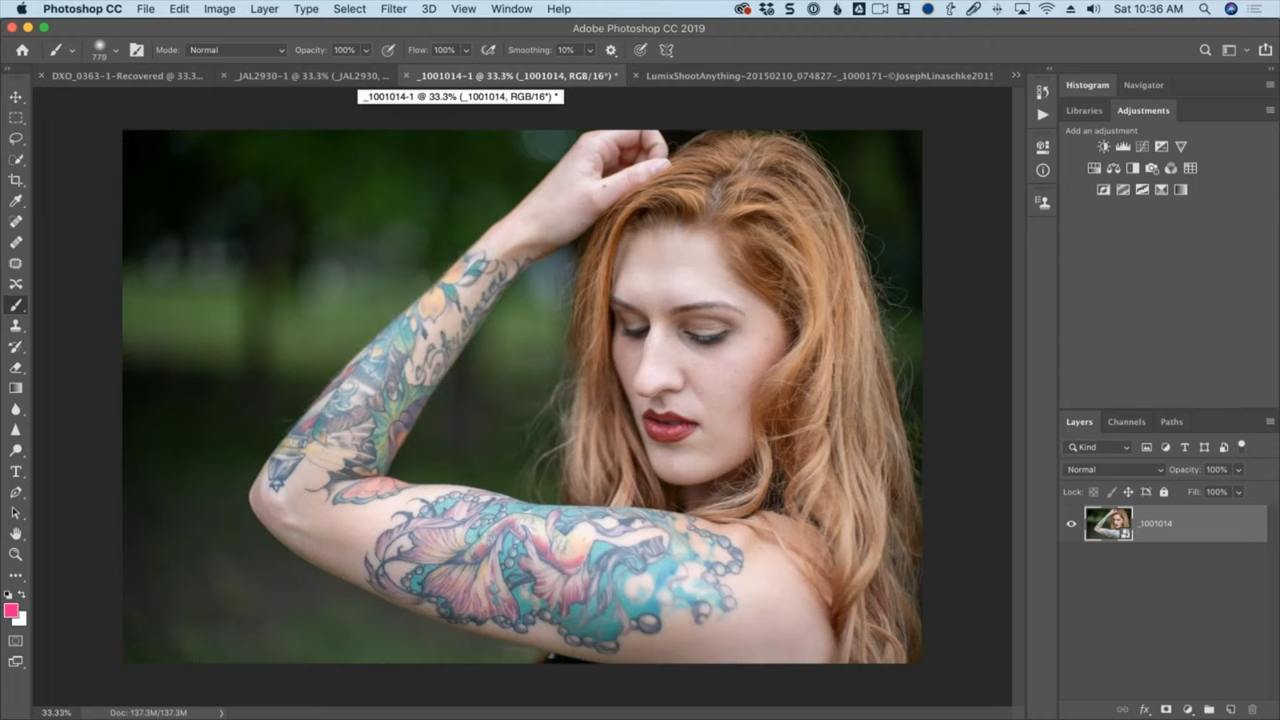 Photoshop CC File Edit Image Layer Type Select Filter 3D View Window Help Sat 10:36 AM
Adobe Photoshop CC 2019
779 Mode: Normal Opacity: 100% Flow: 100% Smoothing: 10%
DXO_0363-1-Recovered @ 33.3... _JAL2930-1 @ 33.3% (_JAL2930, ... _1001014-1 @ 33.3% (_1001014, RGB/16*) * LumixShootAnything-20150210_074827-_1000171-©JosephLinaschke2015
_1001014-1 @ 33.3% (_1001014, RGB/16*) *
Histogram Navigator
Libraries Adjustments
Add an adjustment
Layers Channels Paths
Kind
Normal Opacity: 100%
Lock: Fill: 100%
_1001014
33.33% Doc: 137.3M/137.3M